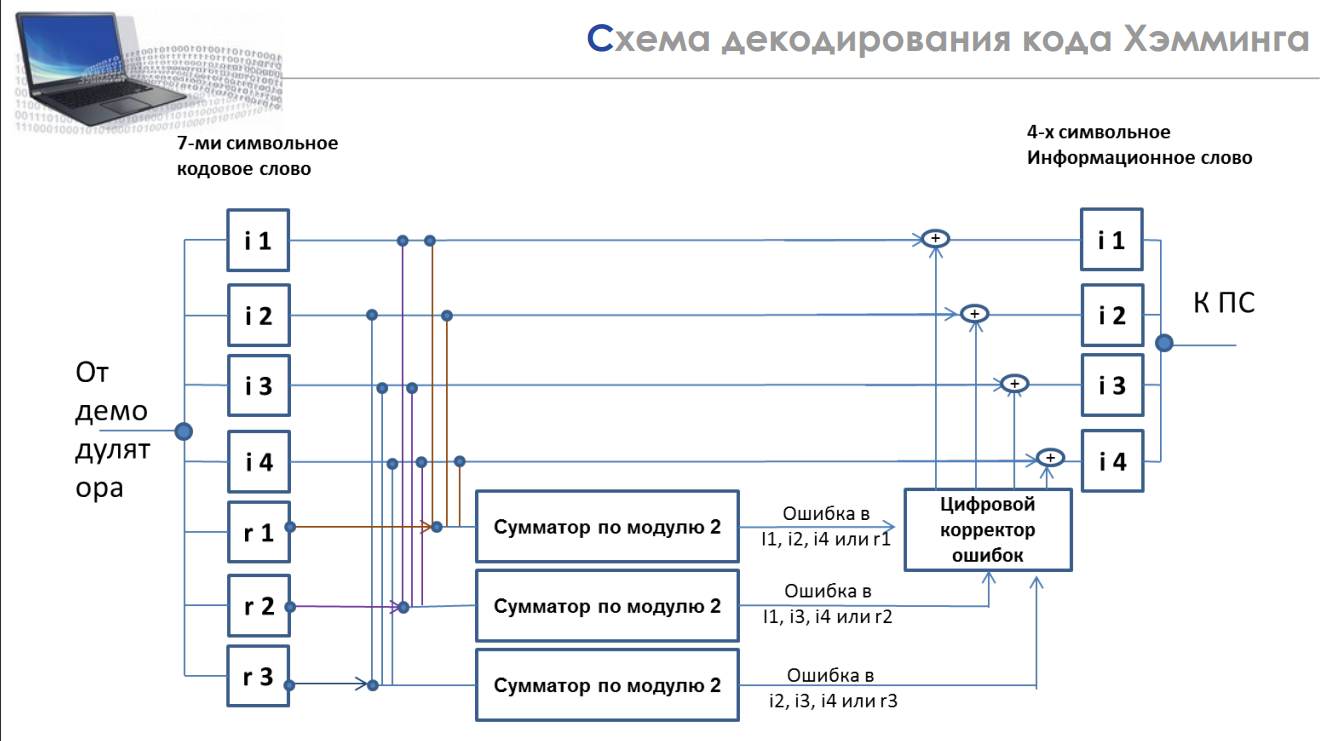 Схема декодирования кода Хэмминга
7-ми символьное
кодовое слово
4-х символьное
Информационное слово
От
демо
дулят
ора
i 1
i 2
i 3
i 4
r 1
r 2
r 3
Сумматор по модулю 2
Сумматор по модулю 2
Сумматор по модулю 2
Ошибка в
I1, i2, i4 или r1
Ошибка в
I1, i3, i4 или r2
Ошибка в
i2, i3, i4 или r3
Цифровой
корректор
ошибок
+
+
+
+
i 1
i 2
i 3
i 4
К ПС